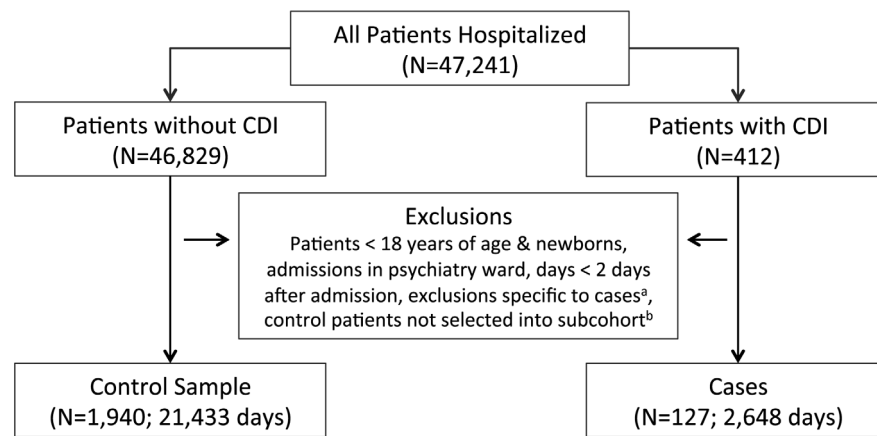 All Patients Hospitalized
(N=47,241)
Patients without CDI
(N=46,829)
Patients with CDI
(N=412)
Exclusions
Patients < 18 years of age & newborns,
admissions in psychiatry ward, days < 2 days
after admission, exclusions specific to casesᵃ,
control patients not selected into subcohortᵇ
Control Sample
(N=1,940; 21,433 days)
Cases
(N=127; 2,648 days)